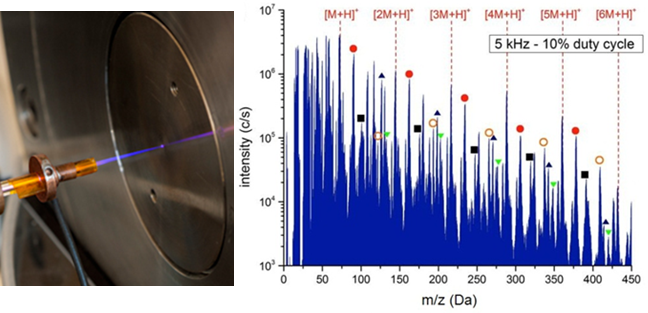 [M+H]⁺ [2M+H]⁺ [3M+H]⁺ [4M+H]⁺ [5M+H]⁺ [6M+H]⁺
5 kHz - 10% duty cycle
intensity (c/s)
10⁷
10⁶
10⁵
10⁴
10³
0 50 100 150 200 250 300 350 400 450
m/z (Da)